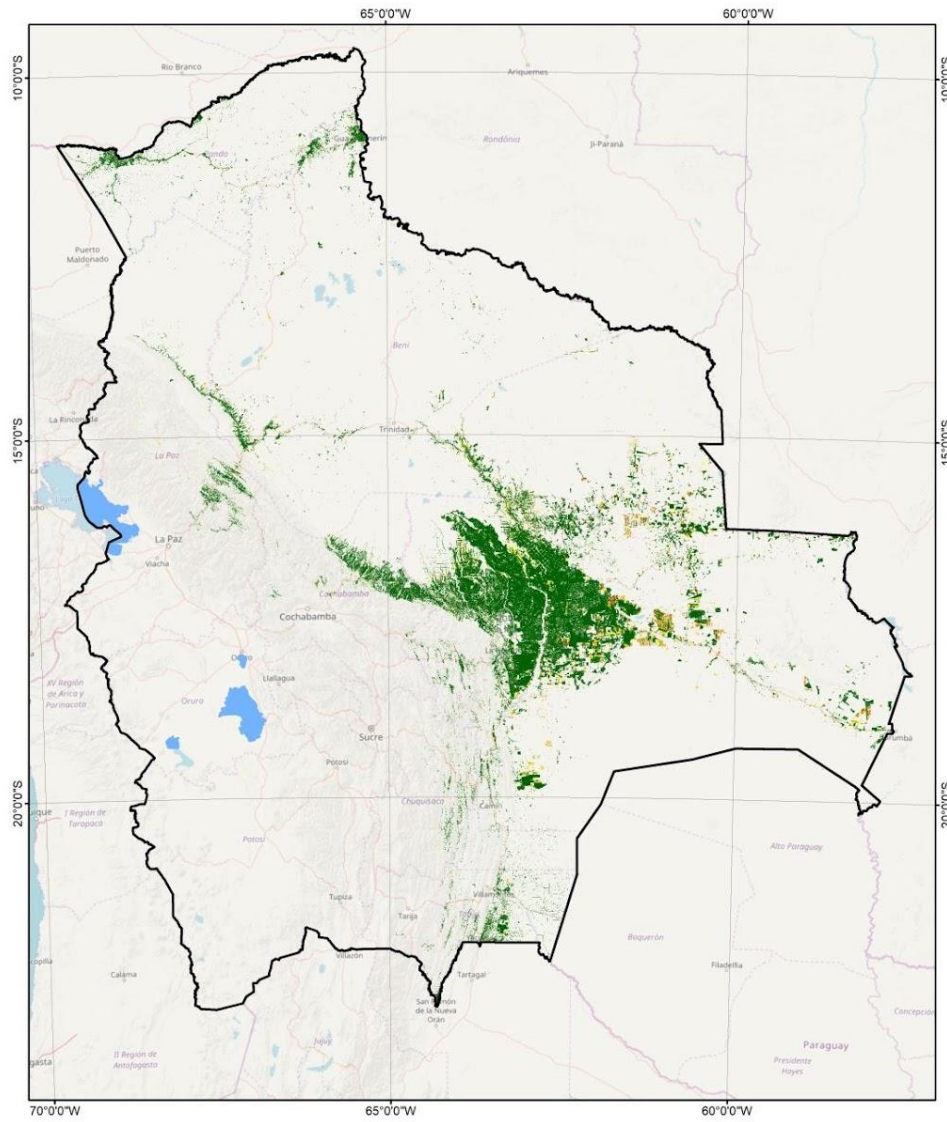 65°0'0"W
60°0'0"W
10°0'0"S
10°0'0"S
Rio Branco
Ariquemes
Rondônia
Ji-Paraná
Puerto
Maldonado
Beni
La Rinconada
Trinidad
15°0'0"S
15°0'0"S
La Paz
La Paz
Viacha
Cochabamba
Cochabamba
Llallagua
XV Región
de Arica y
Parinacota
Oruro
Sucre
Potosí
20°0'0"S
20°0'0"S
Chuquisaca
I Región de
Tarapacá
Potosí
Alto Paraguay
Tupiza
Tarija
Boquerón
Villazón
Calama
Tartagal
Filadelfia
San Ramón
de la Nueva
Orán
Concepción
Jujuy
II Región de
Antofagasta
Paraguay
Presidente
Hayes
70°0'0"W
65°0'0"W
60°0'0"W